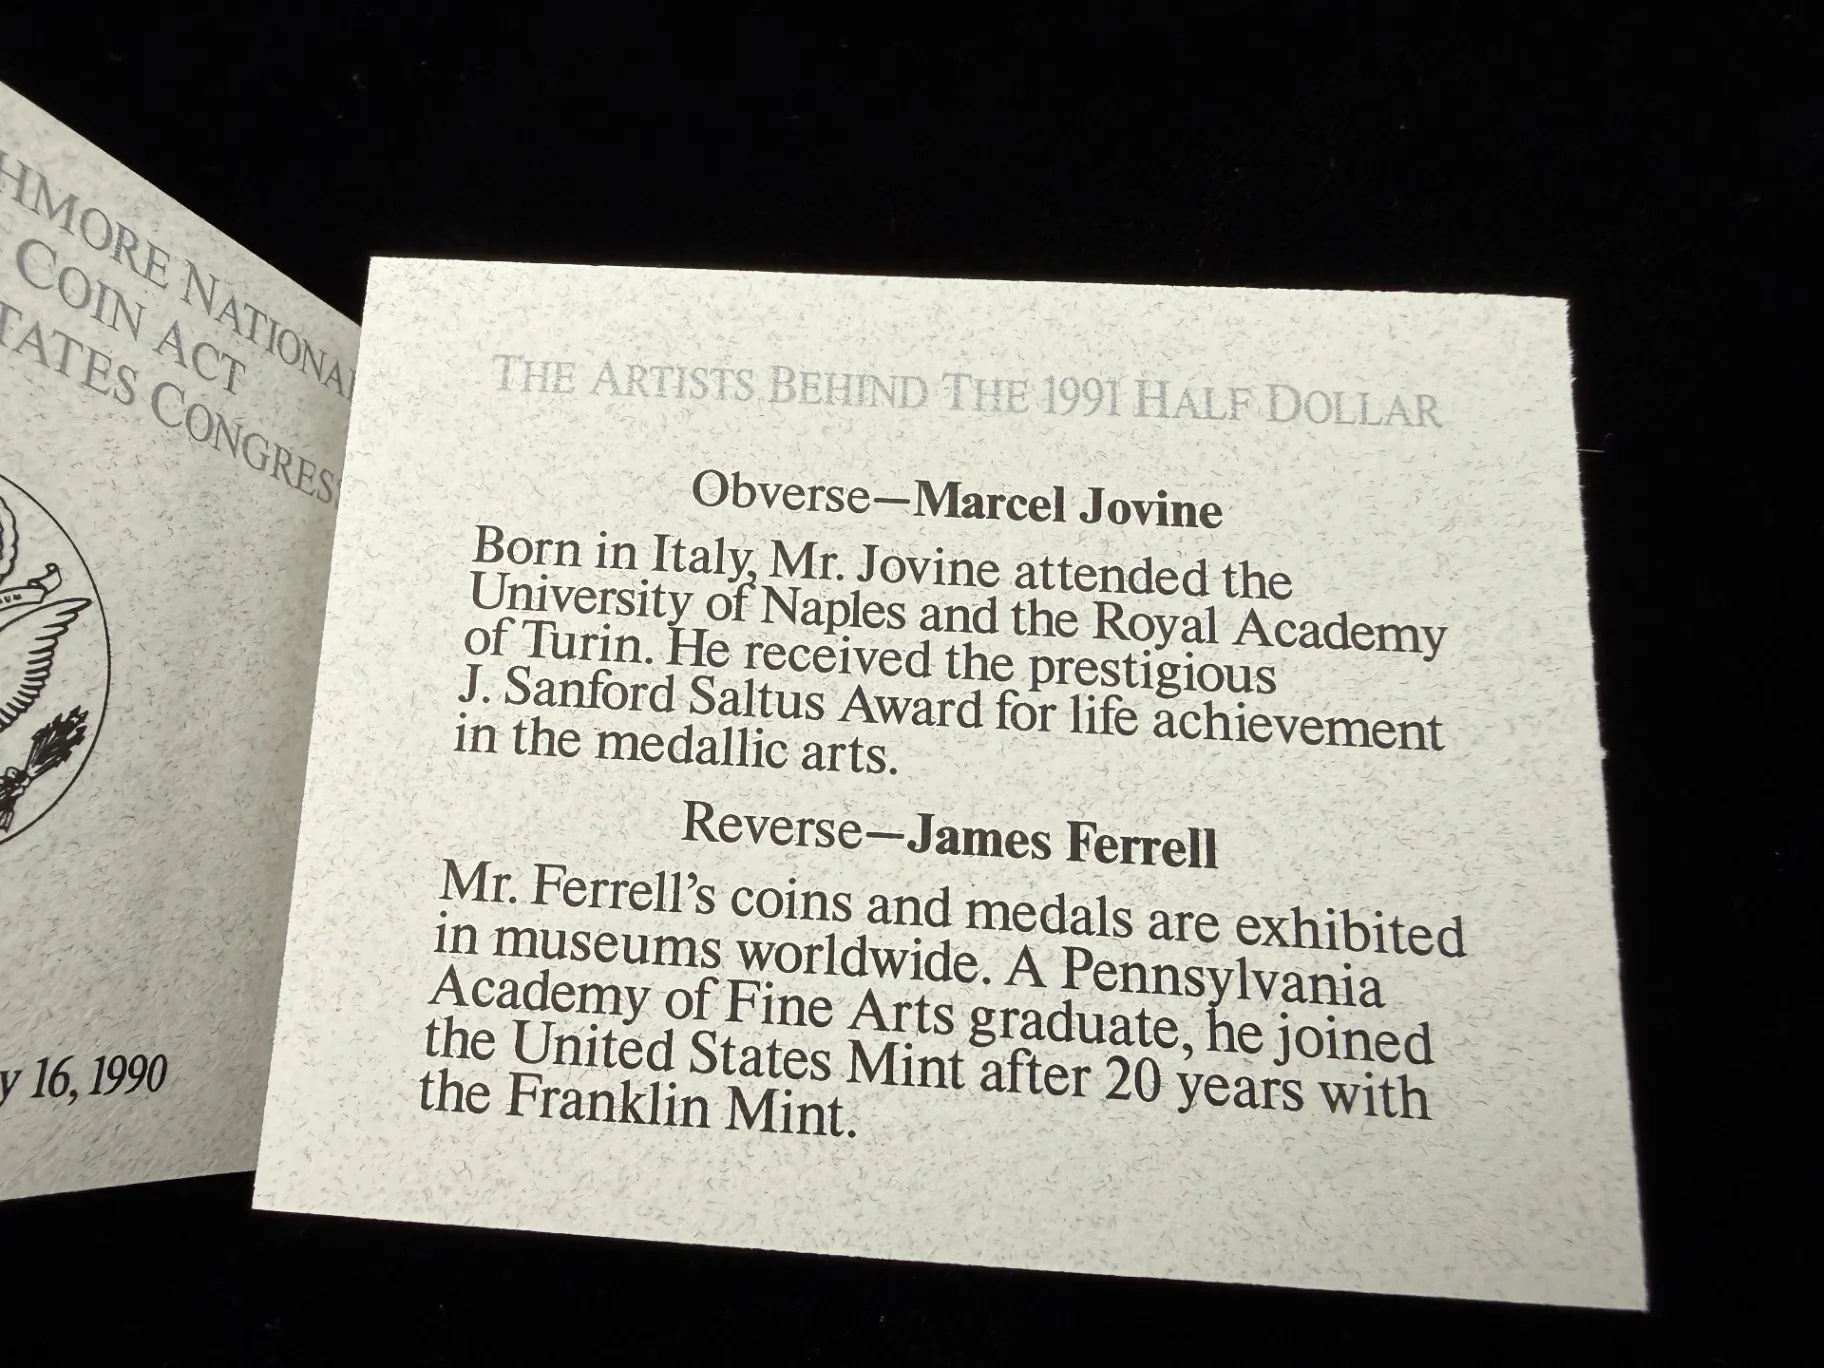 HMORE NATIONAL
COIN ACT
TATES CONGRESS
y 16, 1990
THE ARTISTS BEHIND THE 1991 HALF DOLLAR
Obverse—Marcel Jovine
Born in Italy, Mr. Jovine attended the
University of Naples and the Royal Academy
of Turin. He received the prestigious
J. Sanford Saltus Award for life achievement
in the medallic arts.
Reverse—James Ferrell
Mr. Ferrell’s coins and medals are exhibited
in museums worldwide. A Pennsylvania
Academy of Fine Arts graduate, he joined
the United States Mint after 20 years with
the Franklin Mint.